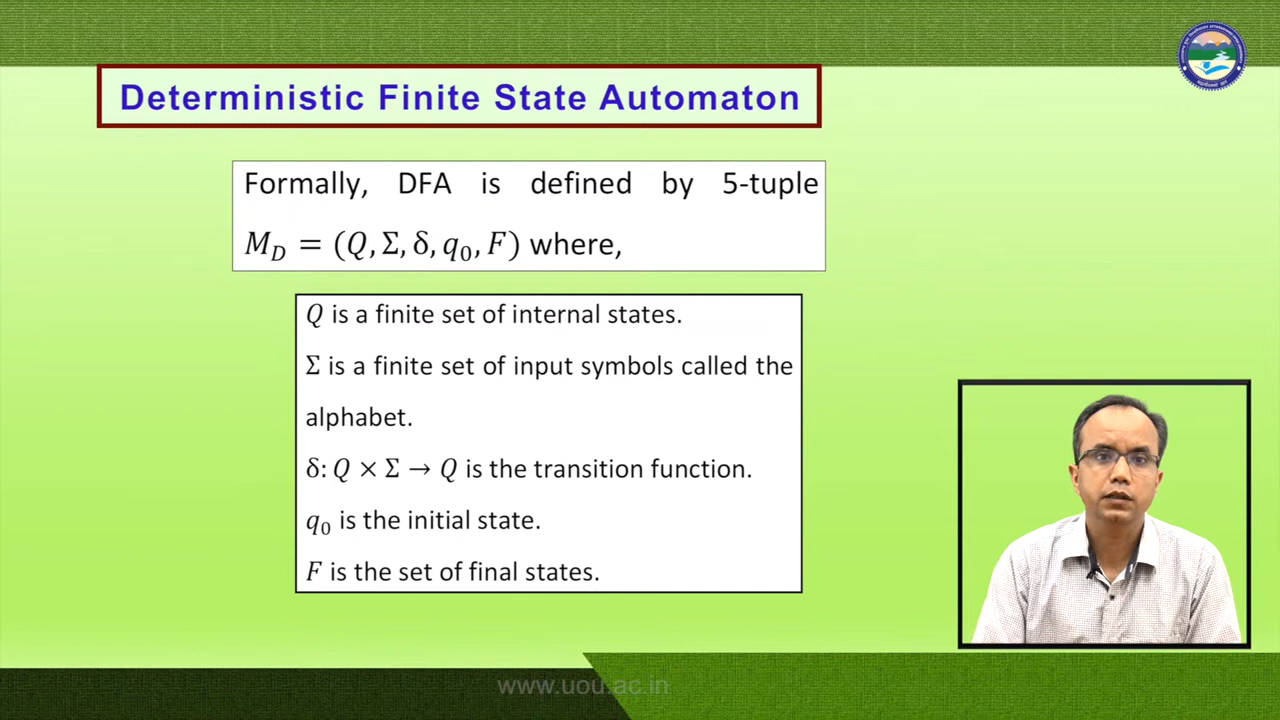 Deterministic Finite State Automaton
Formally, DFA is defined by 5-tuple
M_D = (Q, Σ, δ, q₀, F) where,
Q is a finite set of internal states.
Σ is a finite set of input symbols called the
alphabet.
δ: Q × Σ → Q is the transition function.
q₀ is the initial state.
F is the set of final states.
www.uou.ac.in